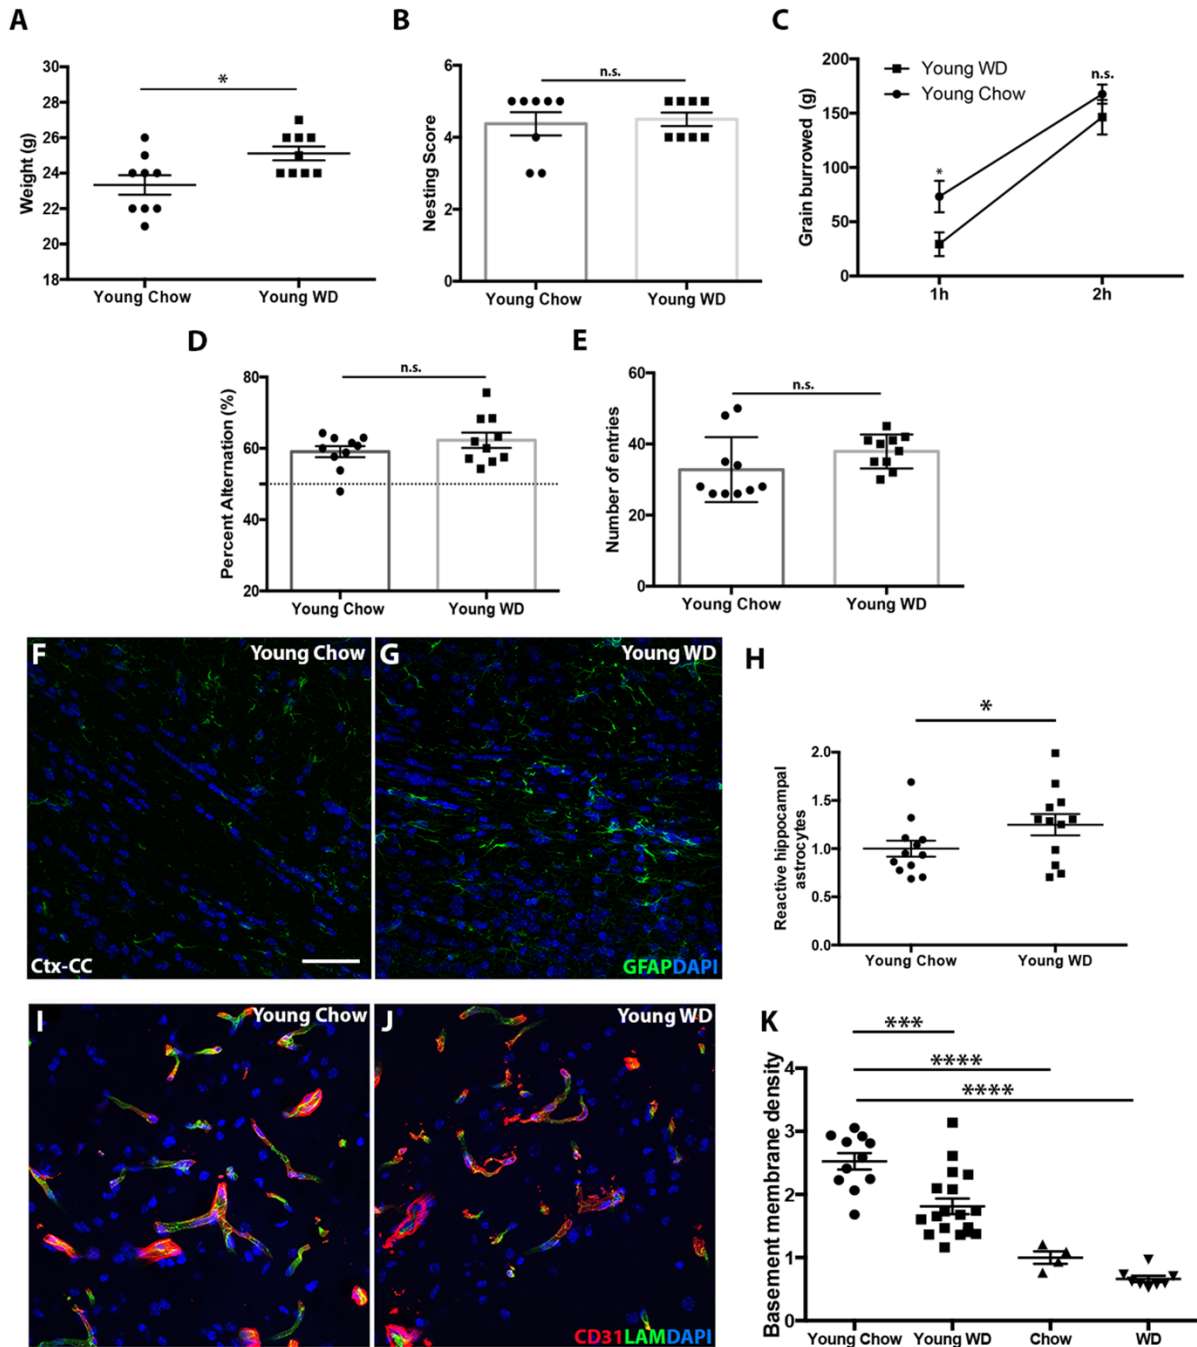 A
B
C
30
28
26
24
22
20
18
Weight (g)
*
Young Chow
Young WD
6
4
2
0
Nesting Score
n.s.
Young Chow
Young WD
200
150
100
50
0
Grain burrowed (g)
Young WD
Young Chow
n.s.
*
1h
2h
D
E
80
60
40
20
Percent Alternation (%)
n.s.
Young Chow
Young WD
60
40
20
0
Number of entries
n.s.
Young Chow
Young WD
F
Young Chow
G
Young WD
H
Ctx-CC
GFAPDAPI
*
2.0
1.5
1.0
0.5
0.0
Reactive hippocampal
astrocytes
Young Chow
Young WD
I
Young Chow
J
Young WD
K
CD31LAMDAPI
***
****
****
4
3
2
1
0
Basement membrane density
Young Chow
Young WD
Chow
WD